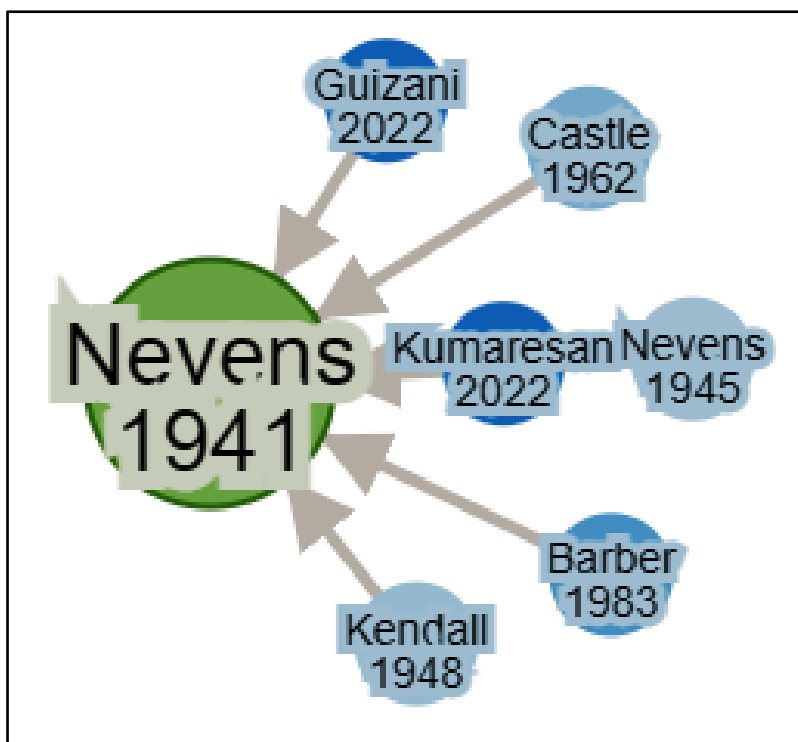 Guizani
2022
Castle
1962
Nevens
1941
Kumaresan
2022
Nevens
1945
Barber
1983
Kendall
1948